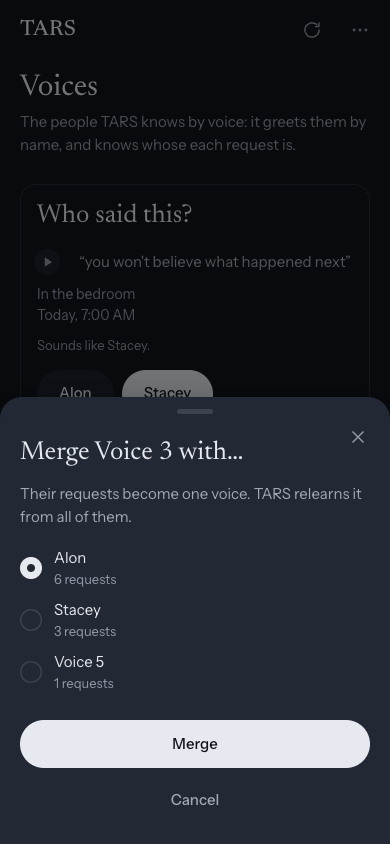 TARS
Voices
The people TARS knows by voice: it greets them by
name, and knows whose each request is.
Who said this?
“you won't believe what happened next”
In the bedroom
Today, 7:00 AM
Sounds like Stacey.
Alon
Stacey
Merge Voice 3 with...
Their requests become one voice. TARS relearns it
from all of them.
Alon
6 requests
Stacey
3 requests
Voice 5
1 requests
Merge
Cancel